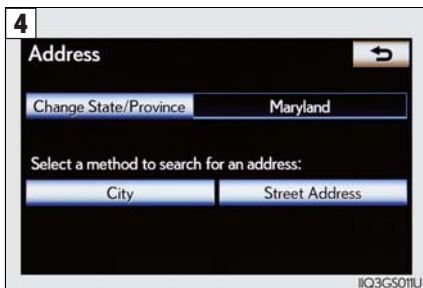 4
Address
Change State/Province Maryland
Select a method to search for an address:
City Street Address
IIQ3GS011U